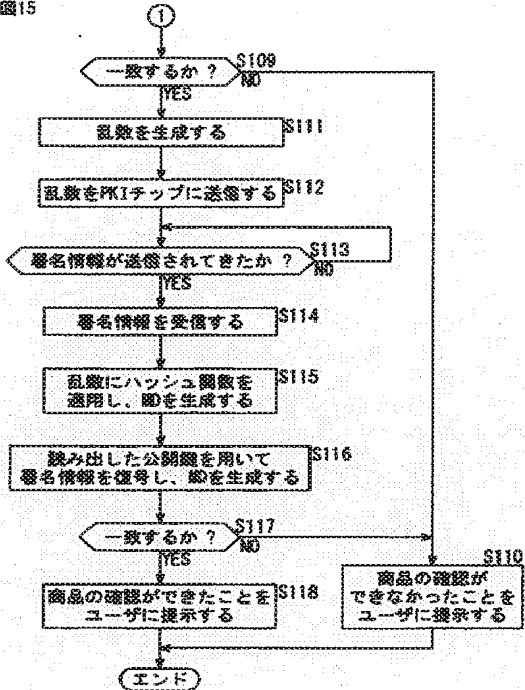 図15
1
一致するか ?
S109
NO
YES
乱数を生成する
S111
乱数をPKIチップに送信する
S112
署名情報が送信されてきたか ?
S113
NO
YES
署名情報を受信する
S114
乱数にハッシュ関数を
適用し、MDを生成する
S115
読み出した公開鍵を用いて
署名情報を復号し、MDを生成する
S116
一致するか ?
S117
NO
YES
商品の確認ができたことを
ユーザに提示する
S118
S110
商品の確認が
できなかったことを
ユーザに提示する
エンド